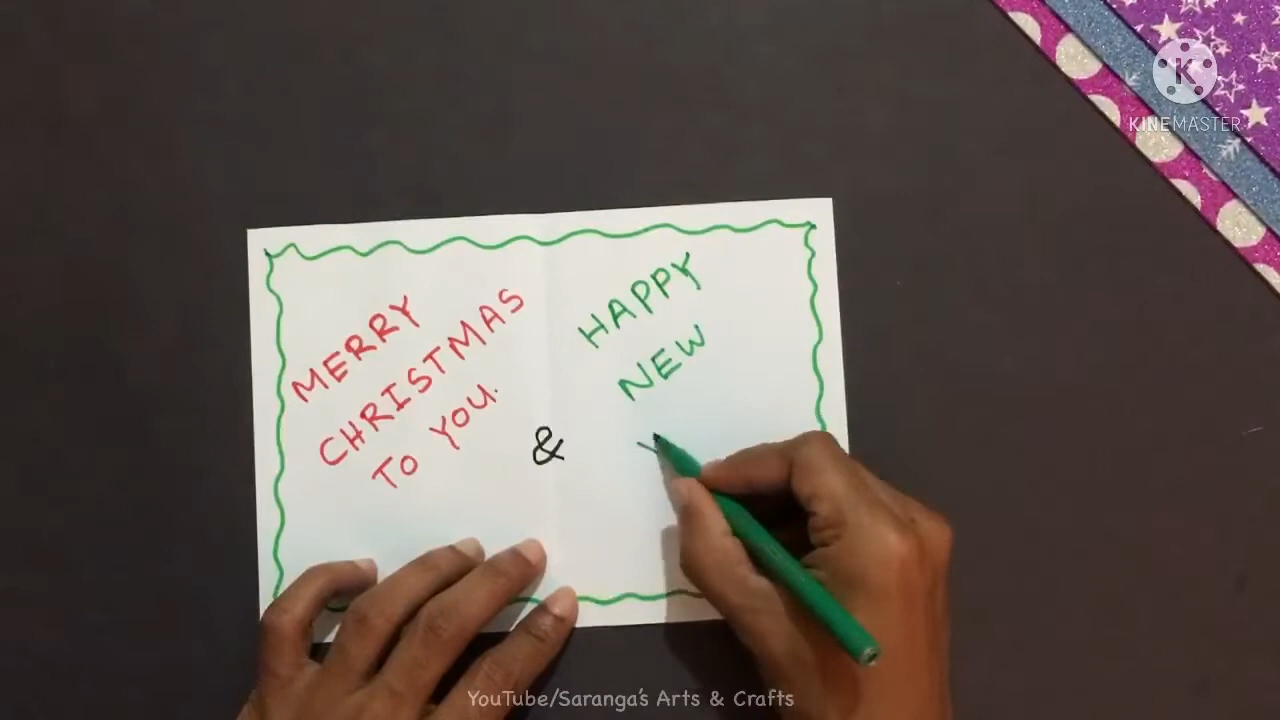 MERRY
CHRISTMAS
TO YOU.
&
HAPPY
NEW
KINEMASTER
YouTube/Saranga's Arts & Crafts